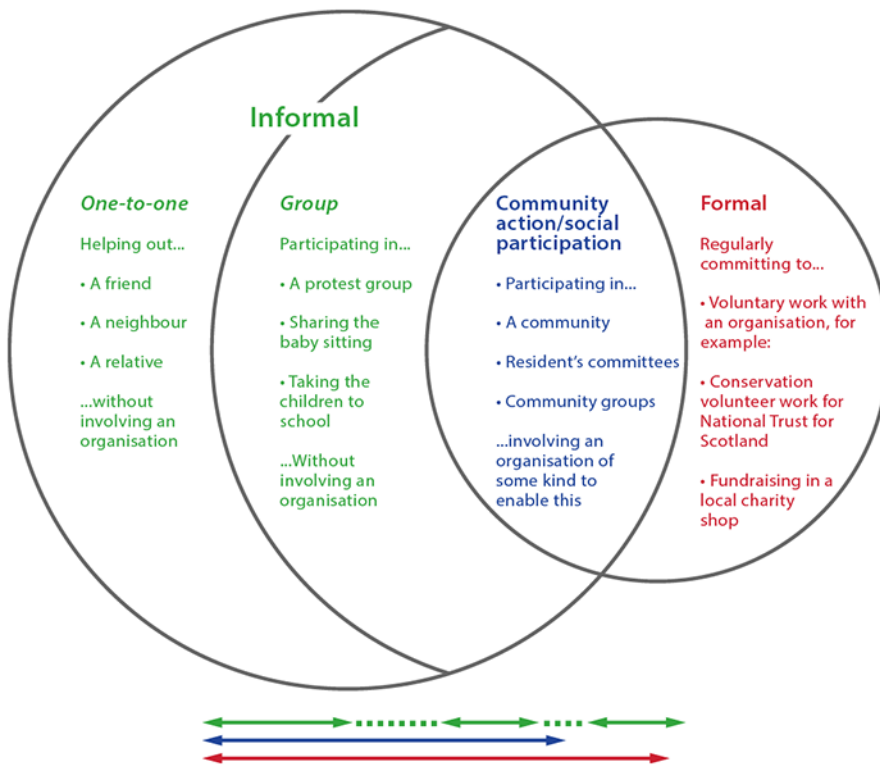 Informal
One-to-one
Helping out...
• A friend
• A neighbour
• A relative
...without
involving an
organisation
Group
Participating in...
• A protest group
• Sharing the
baby sitting
• Taking the
children to
school
...Without
involving an
organisation
Community
action/social
participation
• Participating in...
• A community
• Resident's committees
• Community groups
...involving an
organisation of
some kind to
enable this
Formal
Regularly
committing to...
• Voluntary work with
an organisation, for
example:
• Conservation
volunteer work for
National Trust for
Scotland
• Fundraising in a
local charity
shop